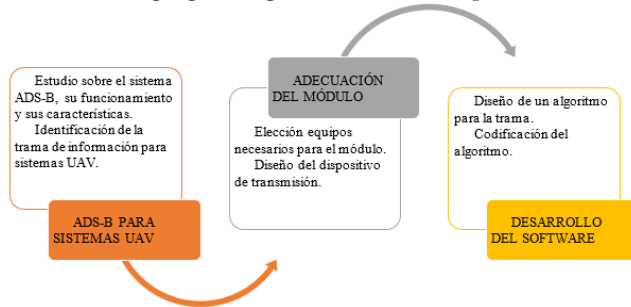 Estudio sobre el sistema
ADS-B, su funcionamiento
y sus características.
Identificación de la
trama de información para
sistemas UAV.
ADS-B PARA
SISTEMAS UAV
ADECUACIÓN
DEL MÓDULO
Elección equipos
necesarios para el módulo.
Diseño del dispositivo
de transmisión.
Diseño de un algoritmo
para la trama.
Codificación del
algoritmo.
DESARROLLO
DEL SOFTWARE